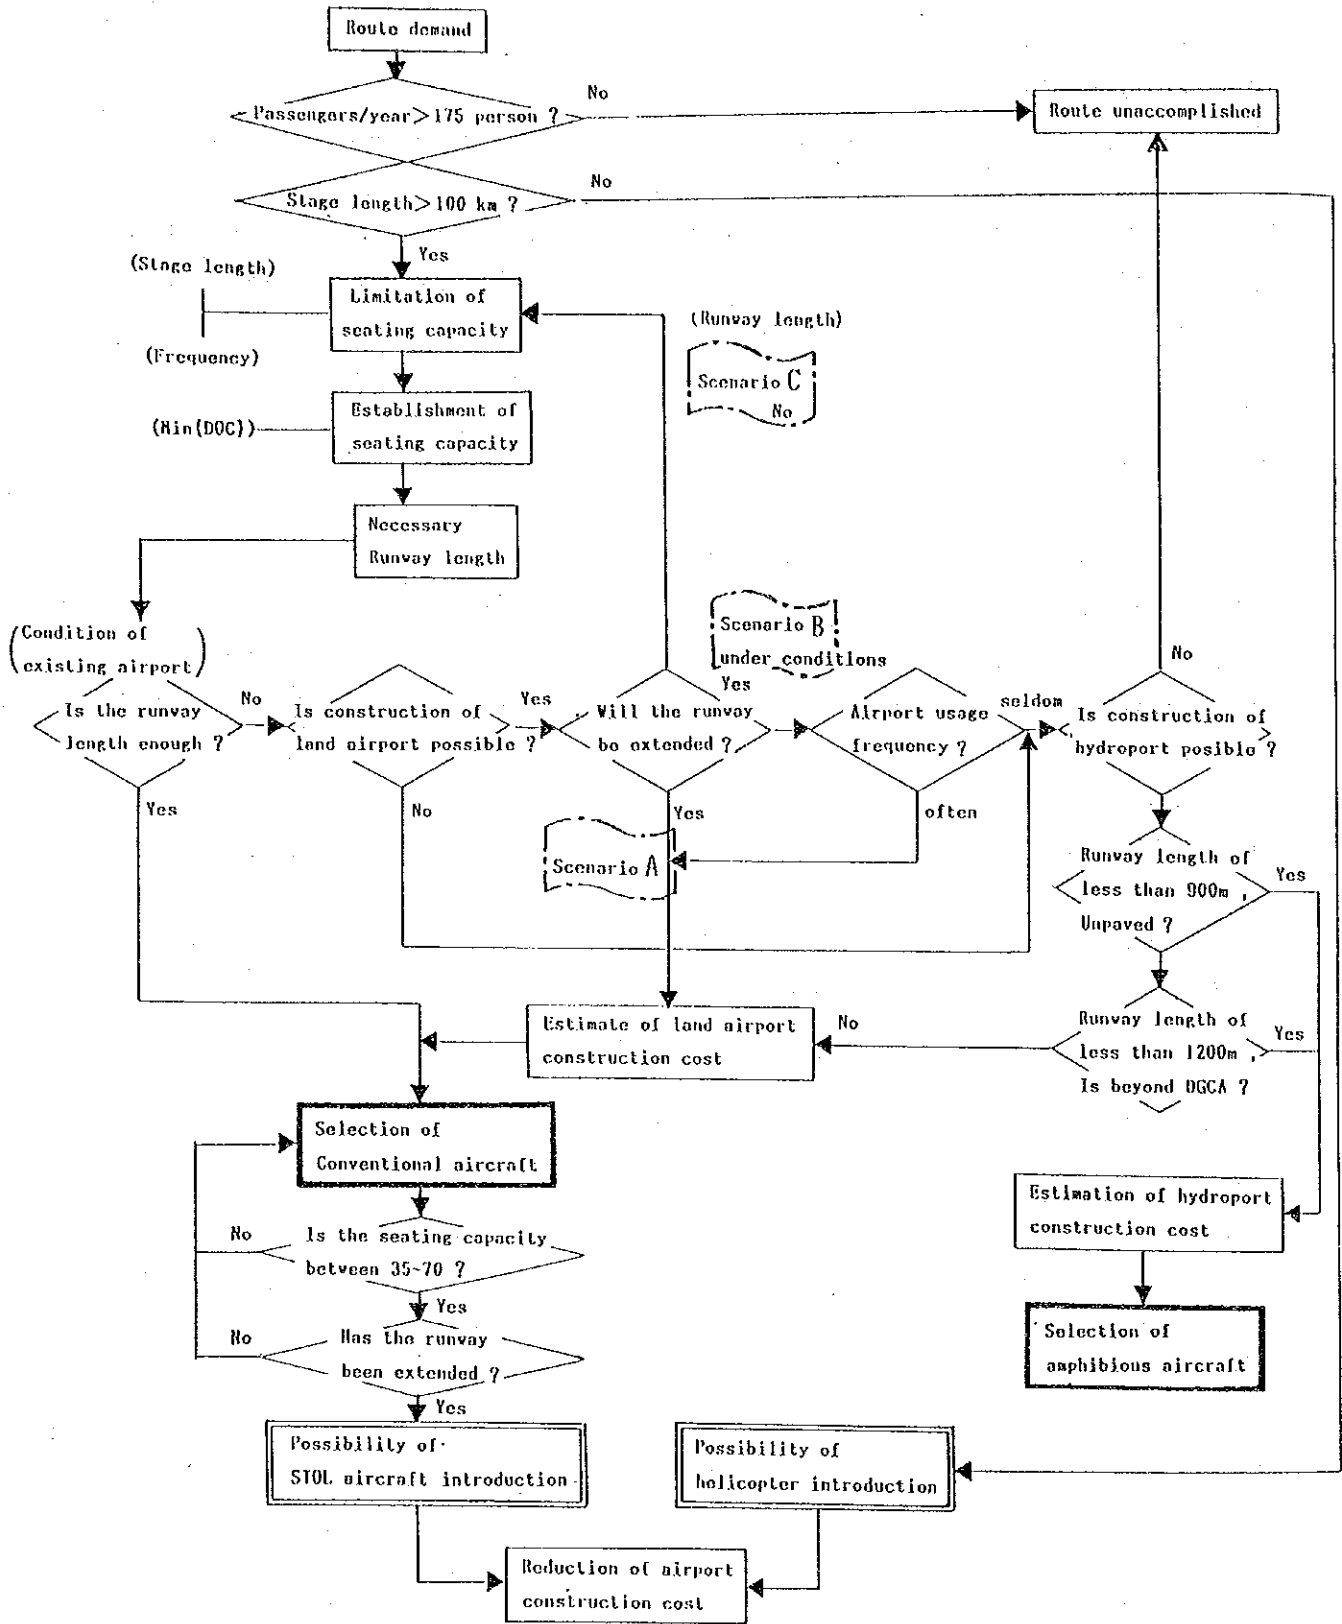 Route demand
No
Passengers/year>175 person ?
Route unaccomplished
No
Stage length>100 km ?
Yes
(Stage length)
Limitation of
seating capacity
(Runway length)
(Frequency)
Scenario C
No
Establishment of
seating capacity
(Min(DOC))
Necessary
Runway length
Scenario B
under conditions
(Condition of
existing airport)
No
Yes
Yes
seldom
No
Is the runway
length enough ?
Is construction of
land airport possible ?
Will the runway
be extended ?
Airport usage
frequency ?
Is construction of
hydroport posible ?
Yes
No
Yes
often
Scenario A
Runway length of
less than 900m ,
Unpaved ?
Yes
Estimate of land airport
construction cost
No
Runway length of
less than 1200m ,
Is beyond DGCA ?
Yes
Selection of
Conventional aircraft
Estimation of hydroport
construction cost
No
Is the seating capacity
between 35~70 ?
Yes
No
Has the runway
been extended ?
Selection of
amphibious aircraft
Yes
Possibility of
STOL aircraft introduction
Possibility of
helicopter introduction
Reduction of airport
construction cost